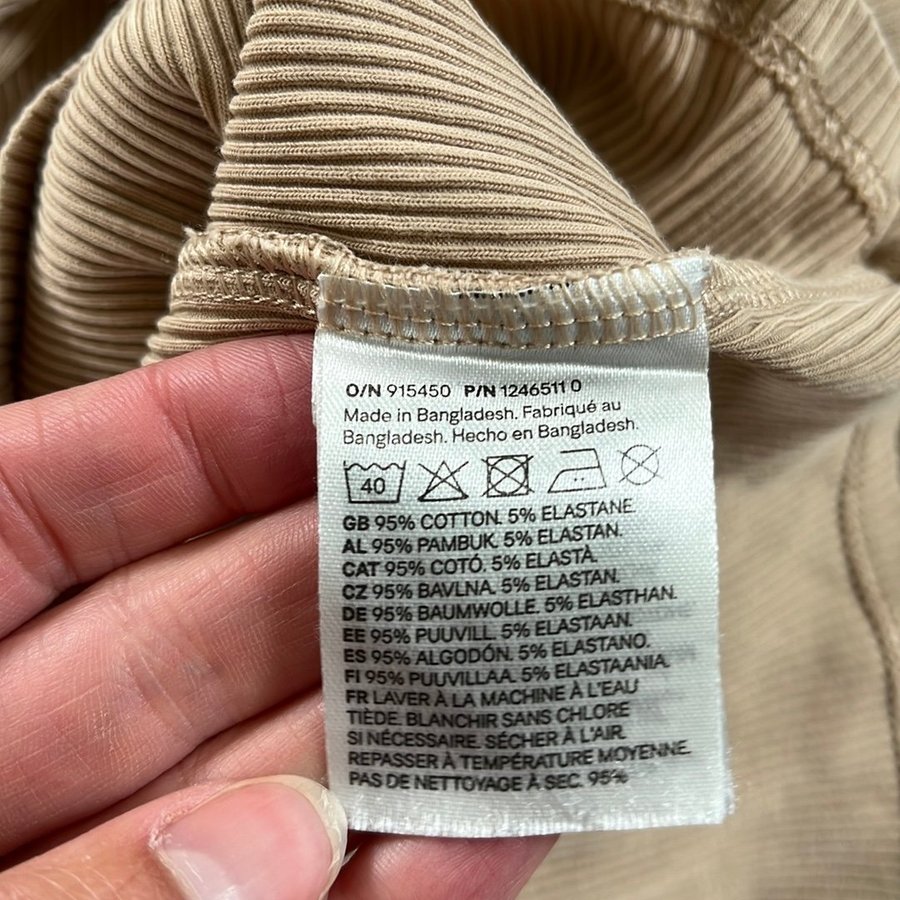 O/N 915450 P/N 1246511 0
Made in Bangladesh. Fabriqué au
Bangladesh. Hecho en Bangladesh.
40
GB 95% COTTON. 5% ELASTANE.
AL 95% PAMBUK. 5% ELASTAN.
CAT 95% COTÓ. 5% ELASTÀ.
CZ 95% BAVLNA. 5% ELASTAN.
DE 95% BAUMWOLLE. 5% ELASTHAN.
EE 95% PUUVILL. 5% ELASTAAN.
ES 95% ALGODÓN. 5% ELASTANO.
FI 95% PUUVILLAA. 5% ELASTAANIA.
FR LAVER À LA MACHINE À L'EAU
TIÈDE. BLANCHIR SANS CHLORE
SI NÉCESSAIRE. SÉCHER À L'AIR.
REPASSER À TEMPÉRATURE MOYENNE.
PAS DE NETTOYAGE À SEC. 95%